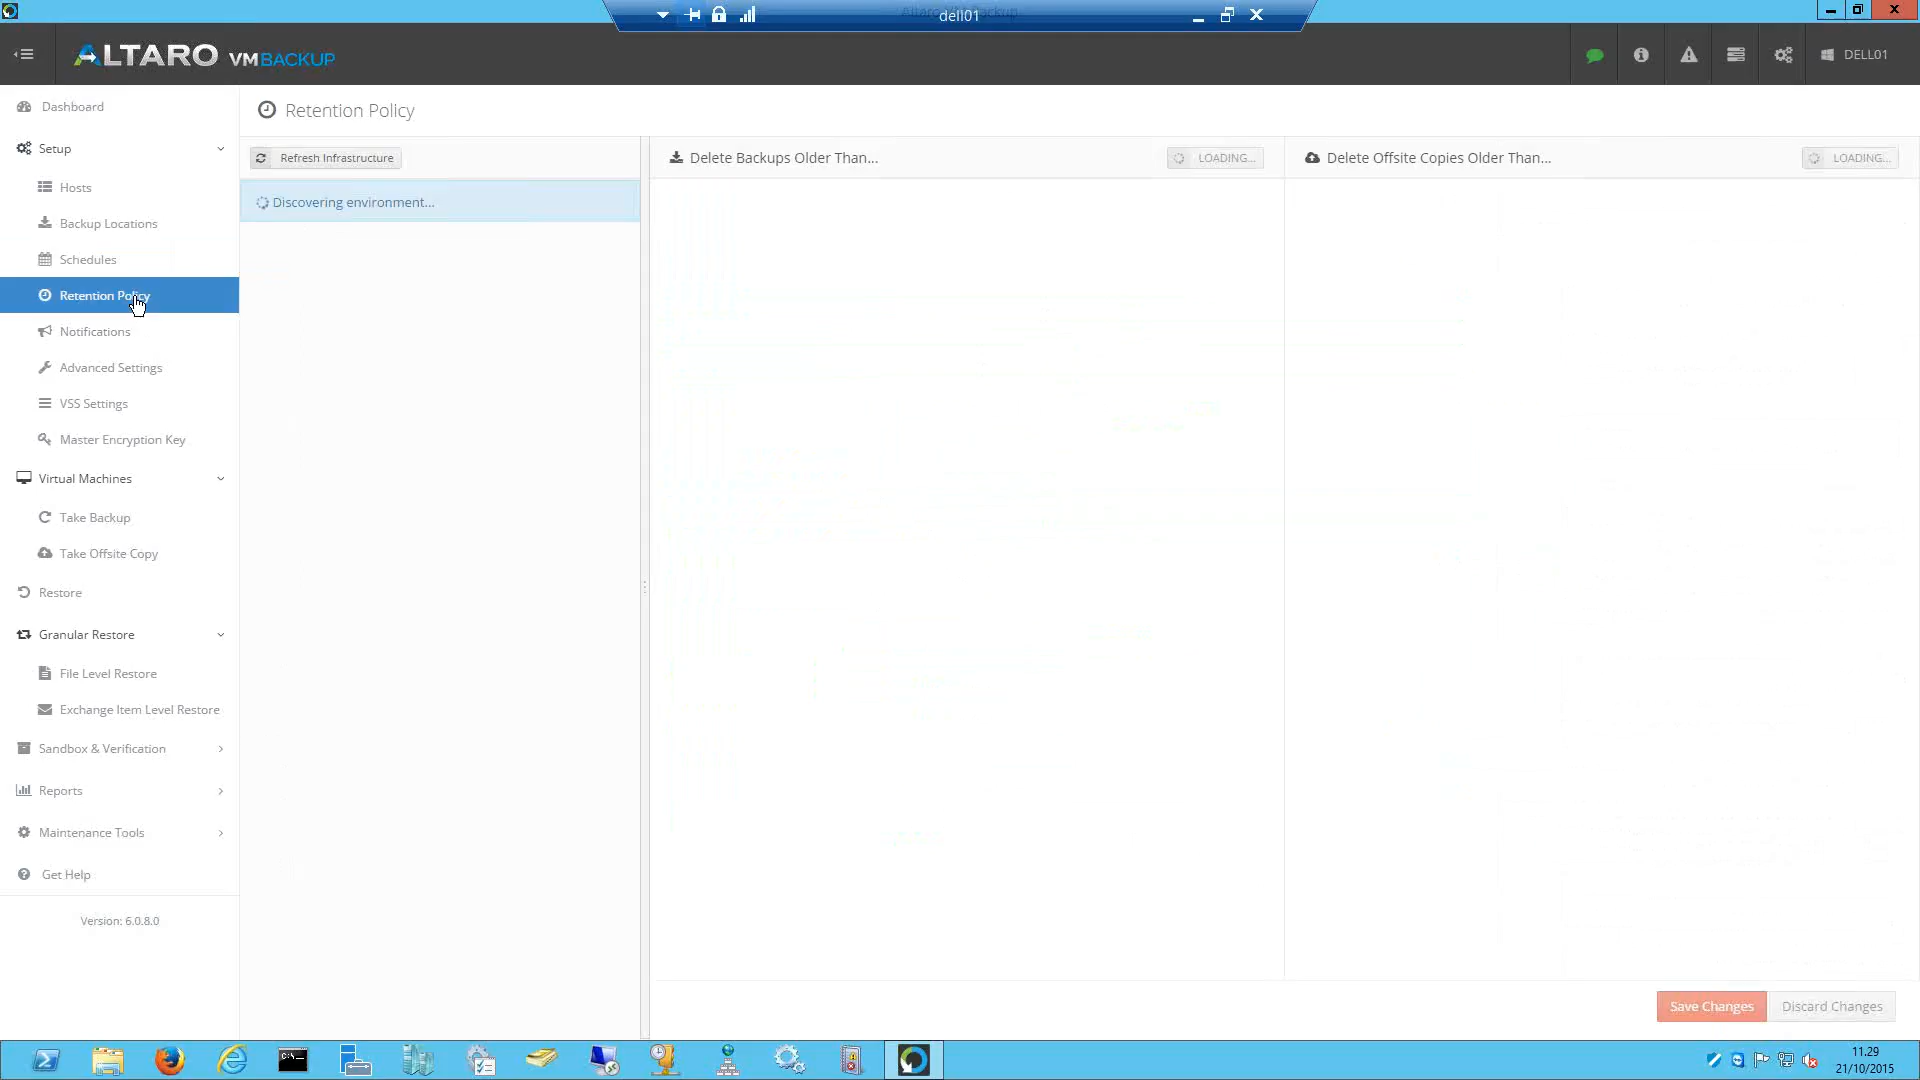 dell01
ALTARO VMBACKUP
DELL01
Dashboard
Setup
Hosts
Backup Locations
Schedules
Retention Policy
Notifications
Advanced Settings
VSS Settings
Master Encryption Key
Virtual Machines
Take Backup
Take Offsite Copy
Restore
Granular Restore
File Level Restore
Exchange Item Level Restore
Sandbox & Verification
Reports
Maintenance Tools
Get Help
Version: 6.0.8.0
Retention Policy
Refresh Infrastructure
Discovering environment...
Delete Backups Older Than...
LOADING...
Delete Offsite Copies Older Than...
LOADING...
Save Changes
Discard Changes
11.29
21/10/2015